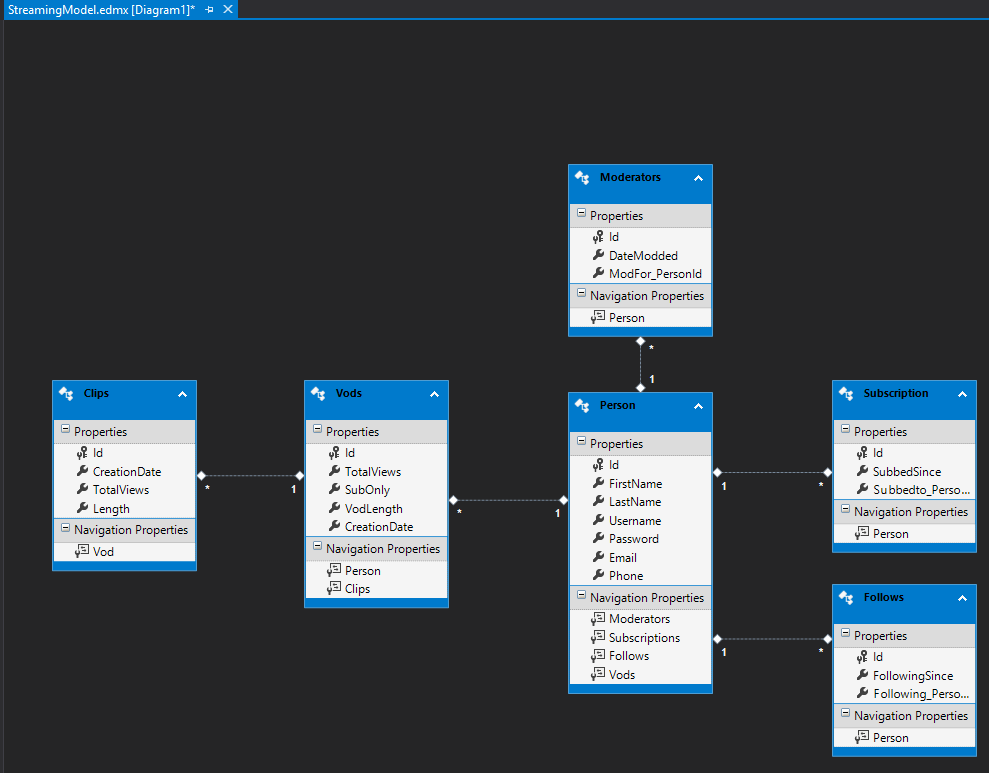 StreamingModel.edmx [Diagram1]*
Moderators
Properties
Id
DateModded
ModFor_PersonId
Navigation Properties
Person
*
1
Clips
Properties
Id
CreationDate
TotalViews
Length
Navigation Properties
Vod
*
1
Vods
Properties
Id
TotalViews
SubOnly
VodLength
CreationDate
Navigation Properties
Person
Clips
*
1
Person
Properties
Id
FirstName
LastName
Username
Password
Email
Phone
Navigation Properties
Moderators
Subscriptions
Follows
Vods
1
*
Subscription
Properties
Id
SubbedSince
Subbedto_Perso...
Navigation Properties
Person
1
*
Follows
Properties
Id
FollowingSince
Following_Perso...
Navigation Properties
Person